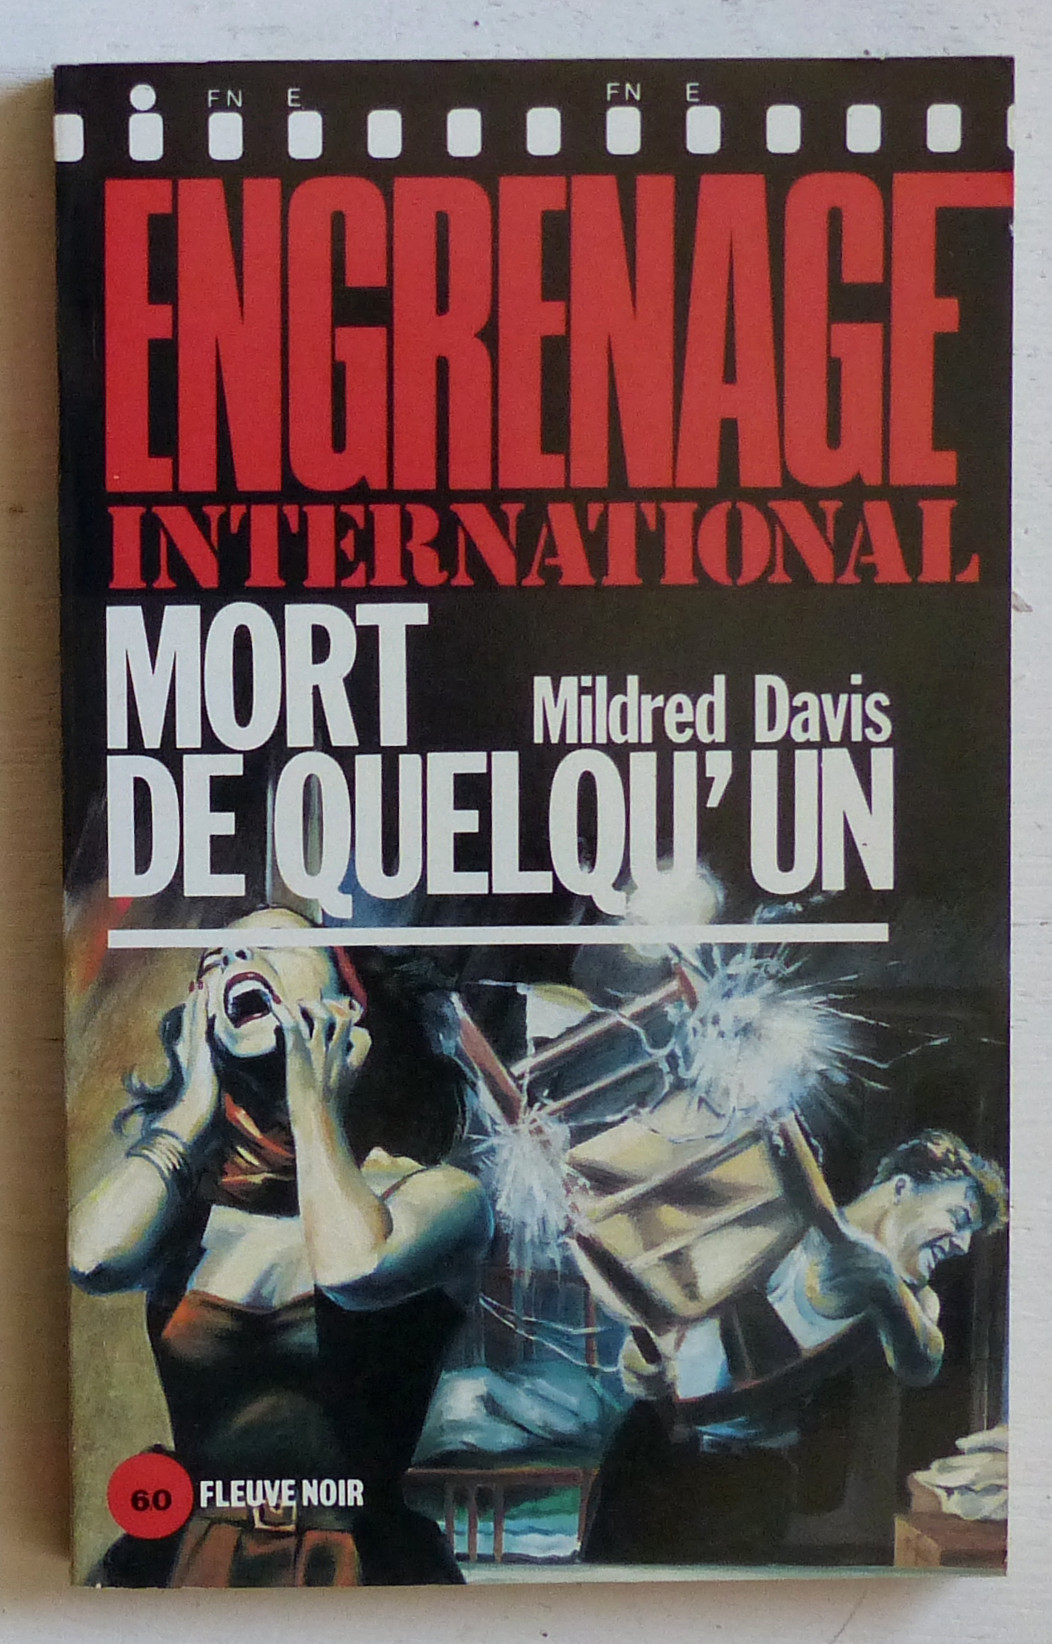 FN E FN E
ENGRENAGE
INTERNATIONAL
MORT
Mildred Davis
DE QUELQU'UN
60 FLEUVE NOIR